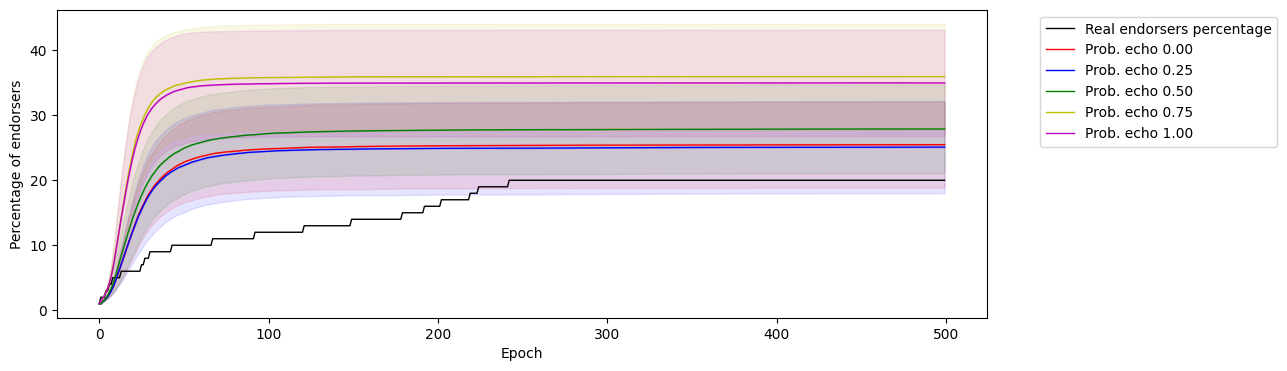 Percentage of endorsers
40
30
20
10
0
0
100
200
300
400
500
Epoch
Real endorsers percentage
Prob. echo 0.00
Prob. echo 0.25
Prob. echo 0.50
Prob. echo 0.75
Prob. echo 1.00